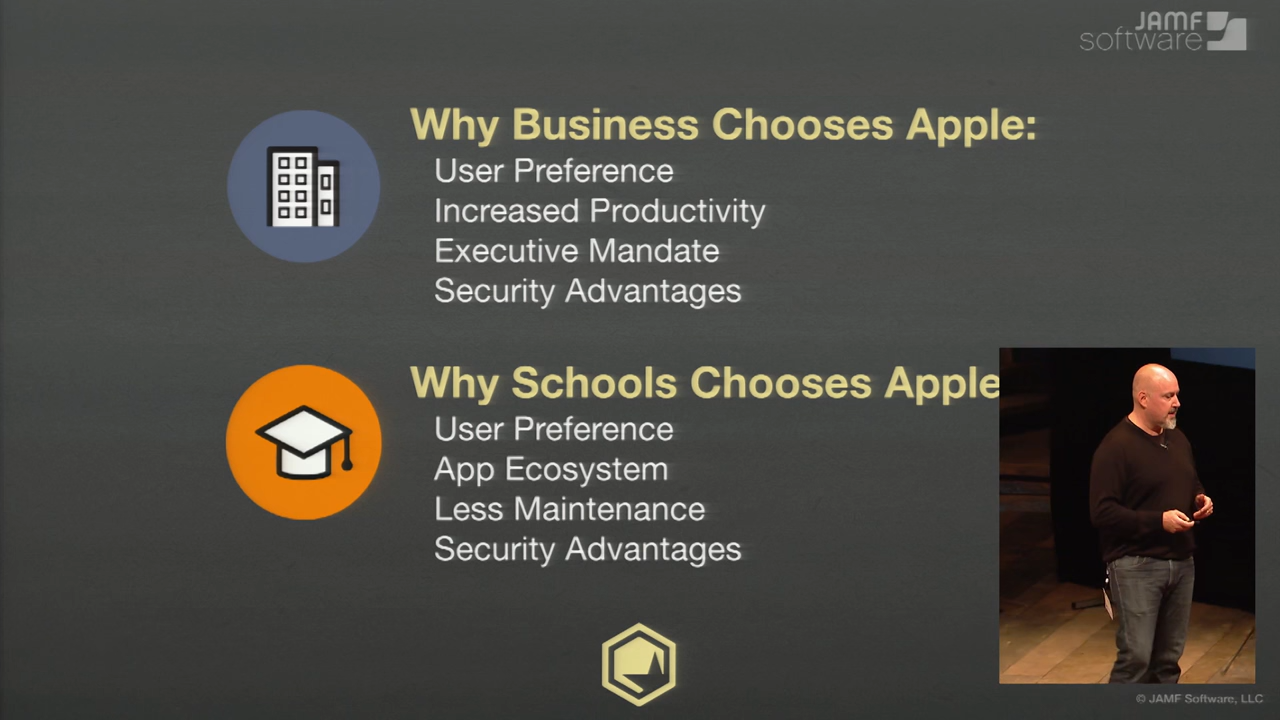 JAMF
software
Why Business Chooses Apple:
User Preference
Increased Productivity
Executive Mandate
Security Advantages
Why Schools Chooses Apple
User Preference
App Ecosystem
Less Maintenance
Security Advantages
© JAMF Software, LLC